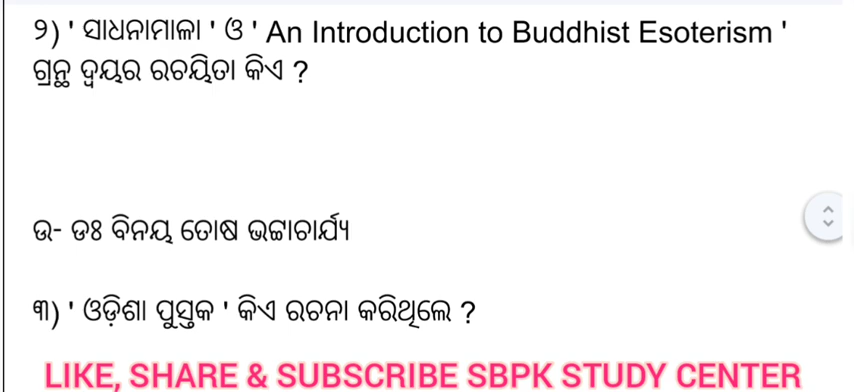 ୨) ' ସାଧନାମାଳା ' ଓ ' An Introduction to Buddhist Esoterism '
ଗ୍ରନ୍ଥ ଦ୍ୱୟର ରଚୟିତା କିଏ ?
ଉ- ଡଃ ବିନୟ ତୋଷ ଭଟ୍ଟାଚାର୍ଯ୍ୟ
୩) ' ଓଡ଼ିଶା ପୁସ୍ତକ ' କିଏ ରଚନା କରିଥିଲେ ?
LIKE, SHARE & SUBSCRIBE SBPK STUDY CENTER